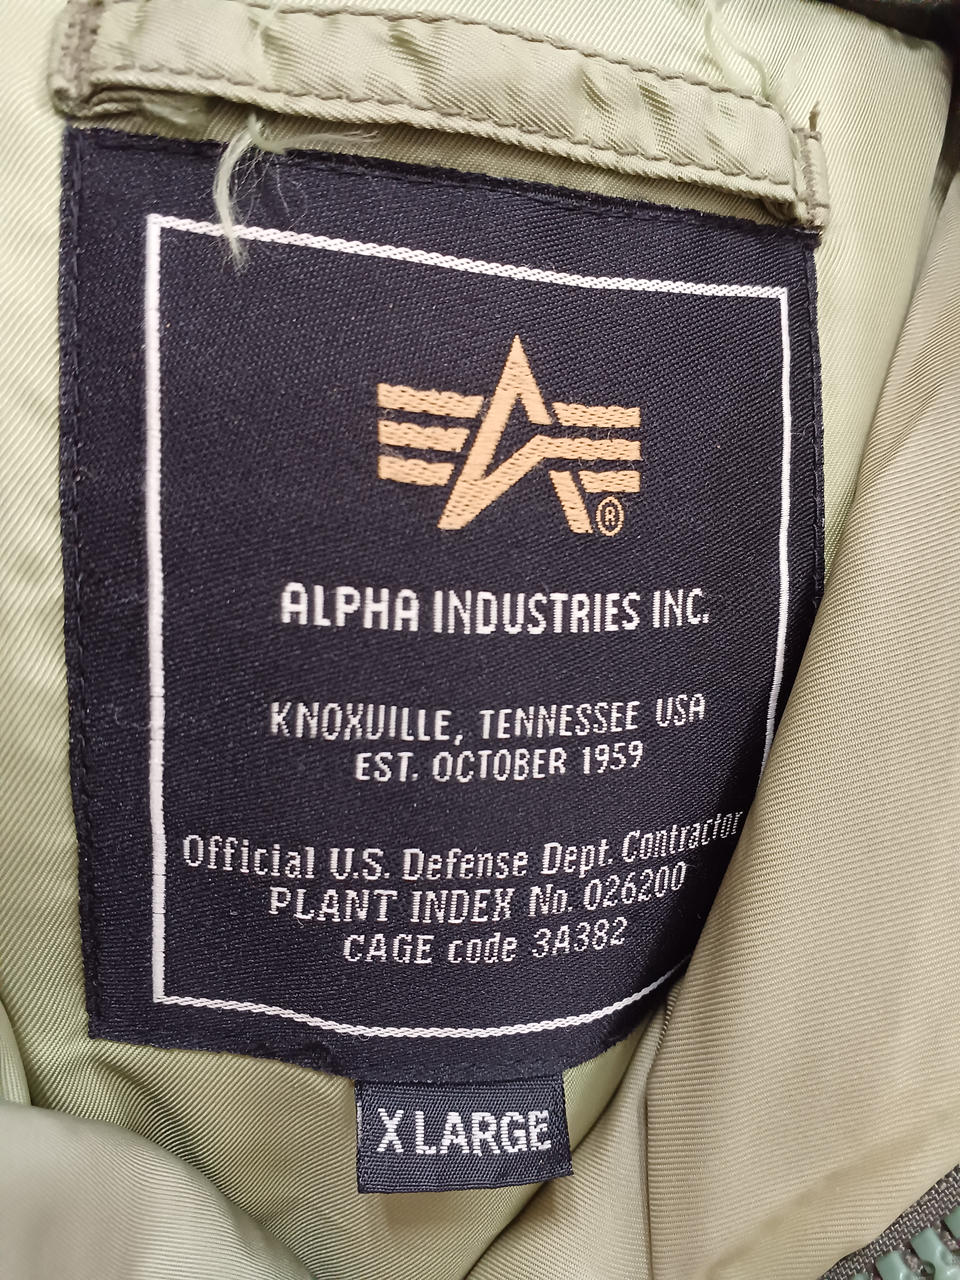 ®
ALPHA INDUSTRIES INC.
KNOXVILLE, TENNESSEE USA
EST. OCTOBER 1959
Official U.S. Defense Dept. Contractor
PLANT INDEX No. 026200
CAGE code 3A382
X LARGE